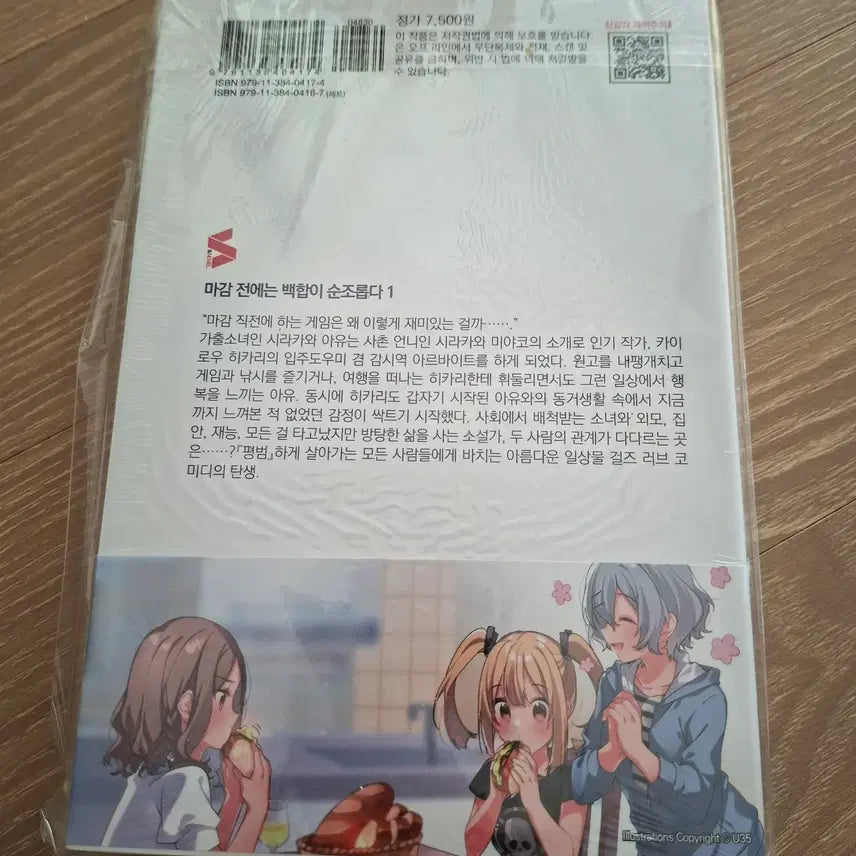 04830
정가 7,500원
이 작품은 저작권법에 의해 보호를 받습니다.
온 오프 라인에서 무단복제와 전재, 스캔 및
공유를 금하며, 위반 시 법에 의해 처벌받을
수 있습니다.
9 791138 404174
ISBN 979-11-384-0417-4
ISBN 979-11-384-0416-7 (세트)
마감 전에는 백합이 순조롭다 1
“마감 직전에 하는 게임은 왜 이렇게 재미있는 걸까…….”
가출소녀인 시라카와 아유는 사촌 언니인 시라카와 미야코의 소개로 인기 작가, 카이
로우 히카리의 입주도우미 겸 감시역 아르바이트를 하게 되었다. 원고를 내팽개치고
게임과 낚시를 즐기거나, 여행을 떠나는 히카리한테 휘둘리면서도 그런 일상에서 행
복을 느끼는 아유. 동시에 히카리도 갑자기 시작된 아유와의 동거생활 속에서 지금
까지 느껴본 적 없었던 감정이 싹트기 시작했다. 사회에서 배척받는 소녀와 외모, 집
안, 재능, 모든 걸 타고났지만 방탕한 삶을 사는 소설가, 두 사람의 관계가 다다르는 곳
은……?『평범』하게 살아가는 모든 사람들에게 바치는 아름다운 일상물 걸즈 러브 코
미디의 탄생.
Illustrations Copyright © U35